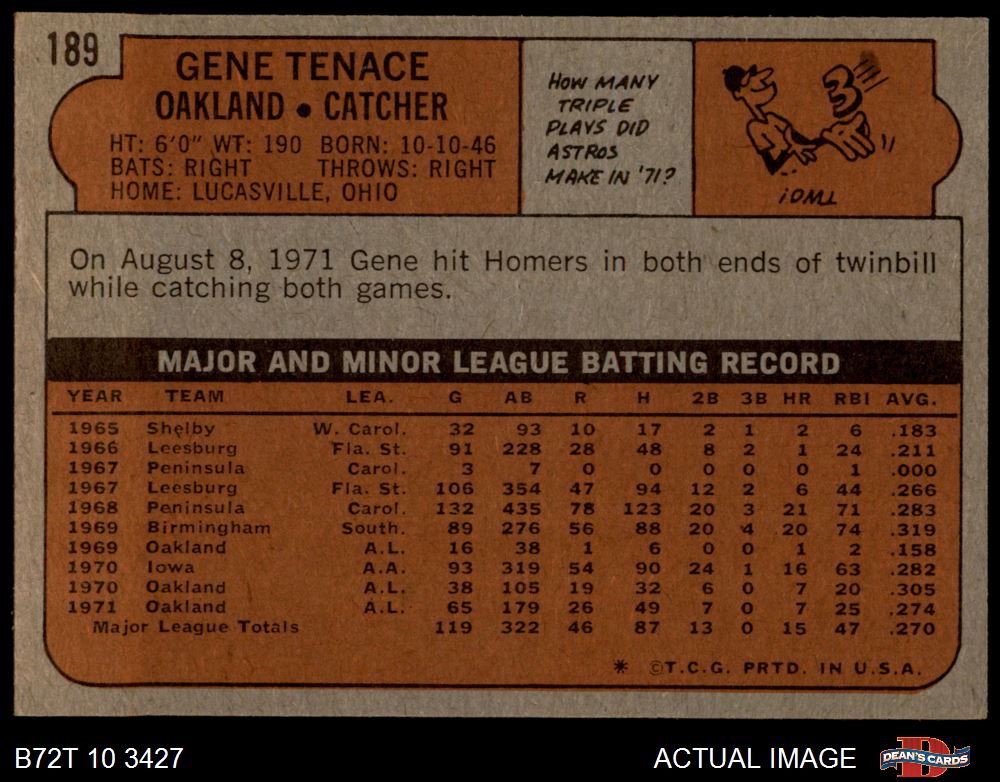 189
GENE TENACE
OAKLAND • CATCHER
HT: 6'0" WT: 190 BORN: 10-10-46
BATS: RIGHT THROWS: RIGHT
HOME: LUCASVILLE, OHIO
HOW MANY
TRIPLE
PLAYS DID
ASTROS
MAKE IN '71?
3
TWO!
On August 8, 1971 Gene hit Homers in both ends of twinbill
while catching both games.
MAJOR AND MINOR LEAGUE BATTING RECORD
YEAR TEAM LEA. G AB R H 2B 3B HR RBI AVG.
1965 Shelby W. Carol. 32 93 10 17 2 1 2 6 .183
1966 Leesburg Fla. St. 91 228 28 48 8 2 1 24 .211
1967 Peninsula Carol. 3 7 0 0 0 0 0 1 .000
1967 Leesburg Fla. St. 106 354 47 94 12 2 6 44 .266
1968 Peninsula Carol. 132 435 78 123 20 3 21 71 .283
1969 Birmingham South. 89 276 56 88 20 4 20 74 .319
1969 Oakland A.L. 16 38 1 6 0 0 1 2 .158
1970 Iowa A.A. 93 319 54 90 24 1 16 63 .282
1970 Oakland A.L. 38 105 19 32 6 0 7 20 .305
1971 Oakland A.L. 65 179 26 49 7 0 7 25 .274
Major League Totals 119 322 46 87 13 0 15 47 .270
* ©T.C.G. PRTD. IN U.S.A.
B72T 10 3427
ACTUAL IMAGE
DEAN'S CARDS